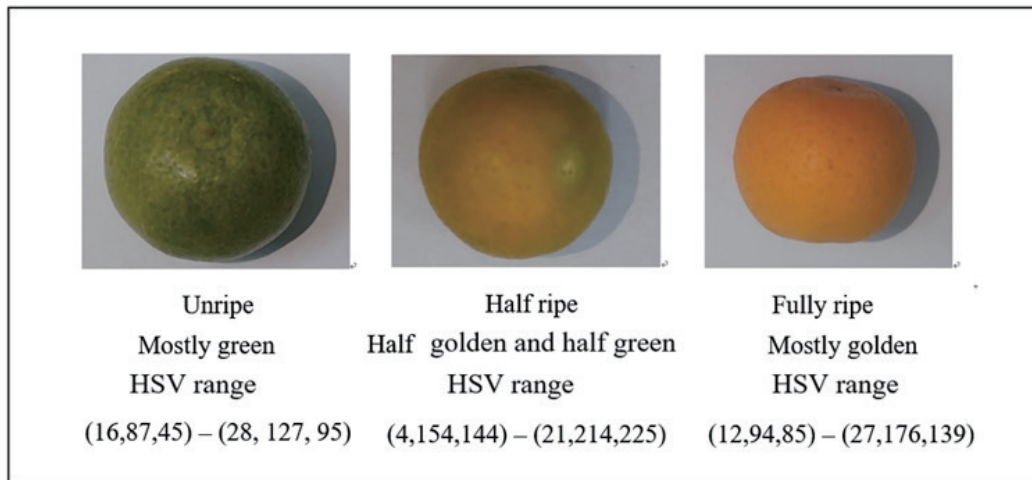 Unripe
Mostly green
HSV range
(16,87,45) – (28, 127, 95)
Half ripe
Half golden and half green
HSV range
(4,154,144) – (21,214,225)
Fully ripe
Mostly golden
HSV range
(12,94,85) – (27,176,139)